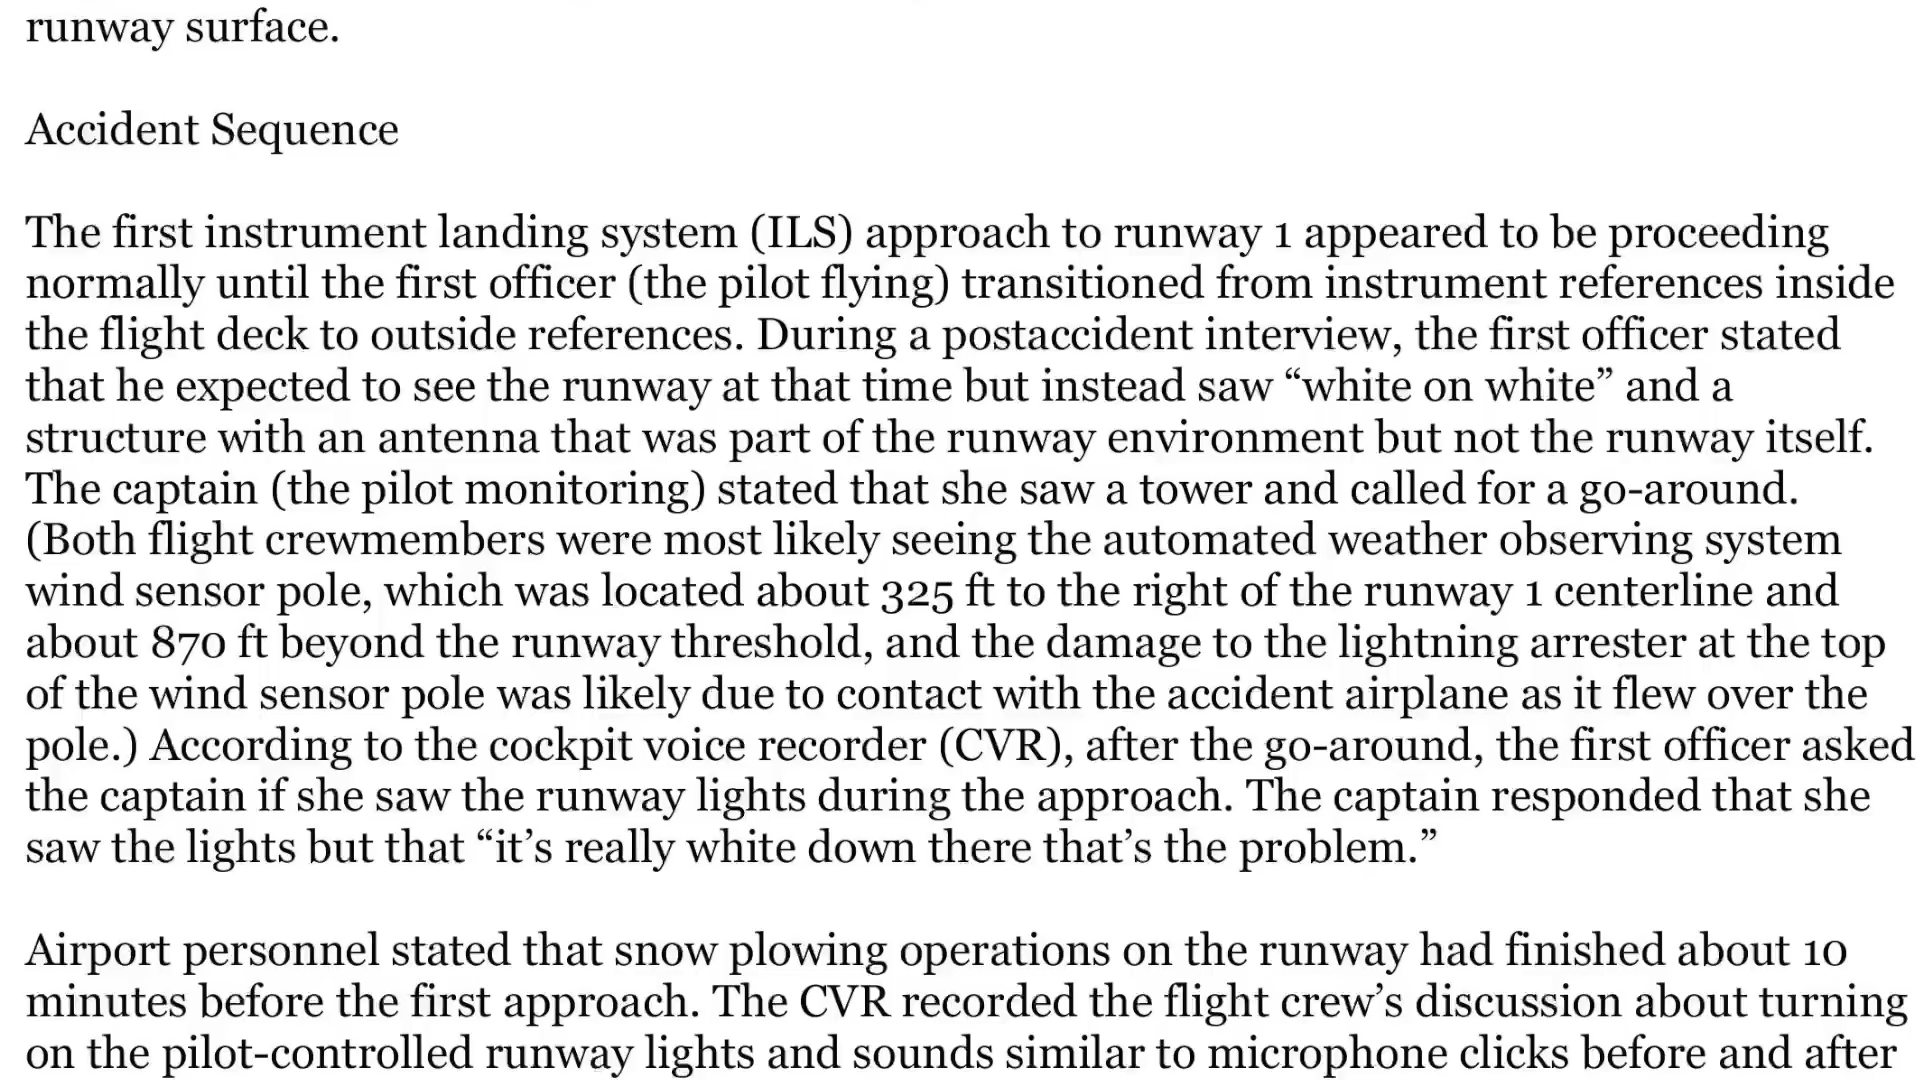 runway surface.
Accident Sequence
The first instrument landing system (ILS) approach to runway 1 appeared to be proceeding
normally until the first officer (the pilot flying) transitioned from instrument references inside
the flight deck to outside references. During a postaccident interview, the first officer stated
that he expected to see the runway at that time but instead saw “white on white” and a
structure with an antenna that was part of the runway environment but not the runway itself.
The captain (the pilot monitoring) stated that she saw a tower and called for a go-around.
(Both flight crewmembers were most likely seeing the automated weather observing system
wind sensor pole, which was located about 325 ft to the right of the runway 1 centerline and
about 870 ft beyond the runway threshold, and the damage to the lightning arrester at the top
of the wind sensor pole was likely due to contact with the accident airplane as it flew over the
pole.) According to the cockpit voice recorder (CVR), after the go-around, the first officer asked
the captain if she saw the runway lights during the approach. The captain responded that she
saw the lights but that “it’s really white down there that’s the problem.”
Airport personnel stated that snow plowing operations on the runway had finished about 10
minutes before the first approach. The CVR recorded the flight crew’s discussion about turning
on the pilot-controlled runway lights and sounds similar to microphone clicks before and after